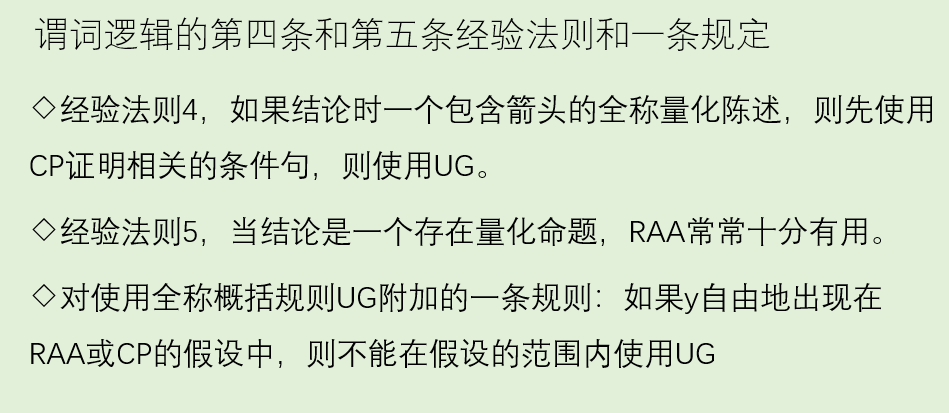 谓词逻辑的第四条和第五条经验法则和一条规定
◇经验法则4，如果结论时一个包含箭头的全称量化陈述，则先使用
CP证明相关的条件句，则使用UG。
◇经验法则5，当结论是一个存在量化命题，RAA常常十分有用。
◇对使用全称概括规则UG附加的一条规则：如果y自由地出现在
RAA或CP的假设中，则不能在假设的范围内使用UG